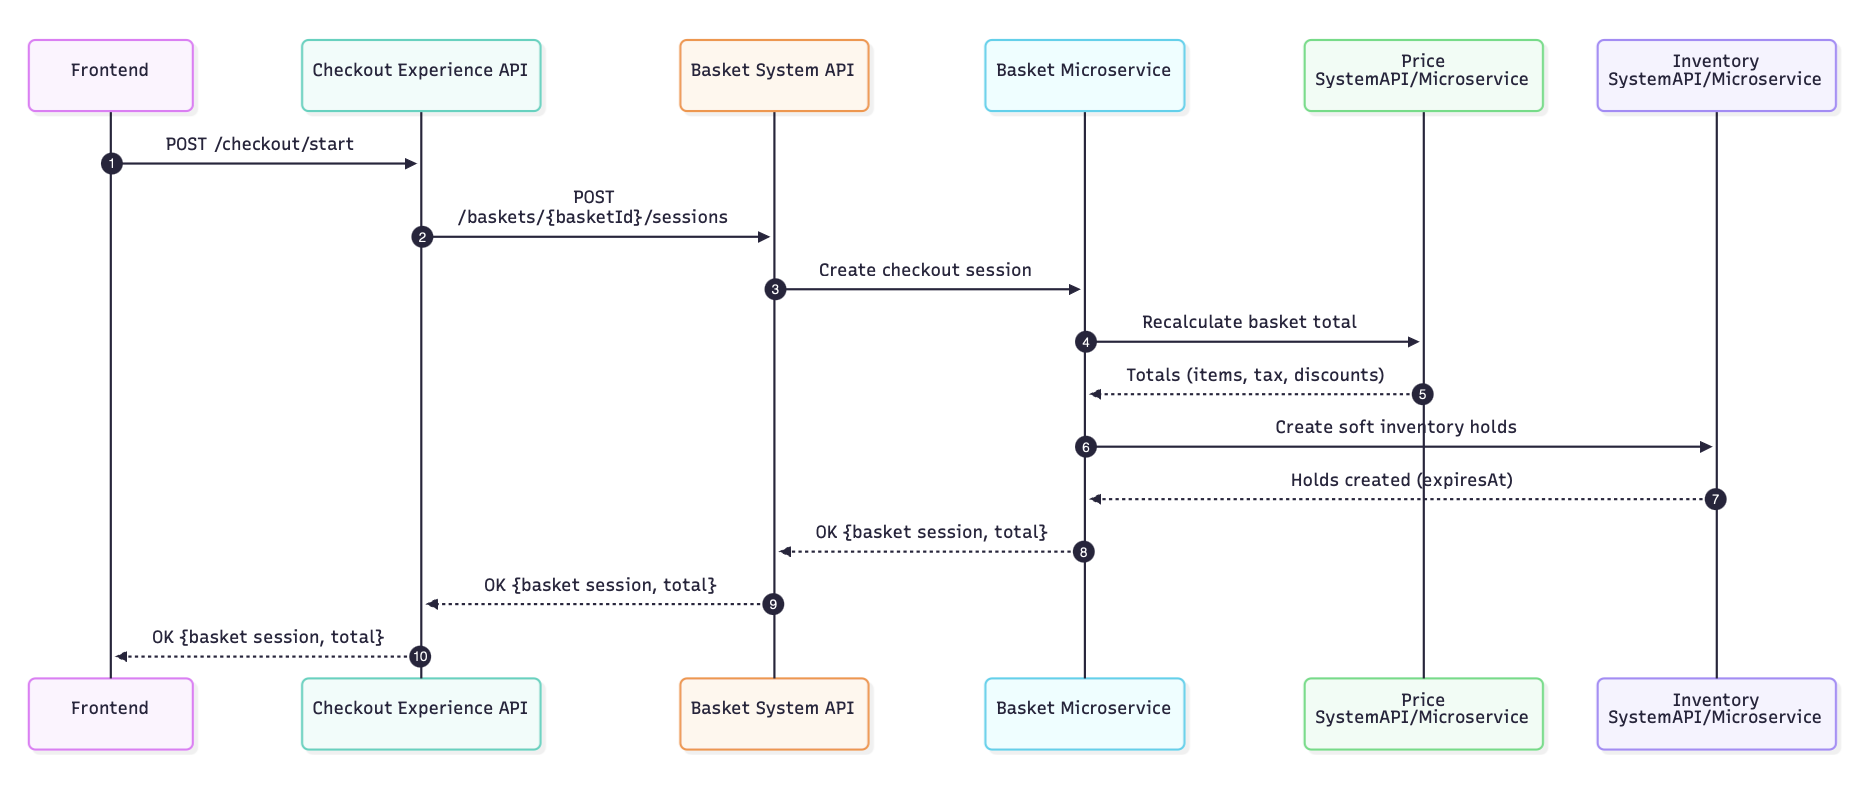 Frontend
Checkout Experience API
Basket System API
Basket Microservice
Price
SystemAPI/Microservice
Inventory
SystemAPI/Microservice
POST /checkout/start
1
POST
/baskets/{basketId}/sessions
2
Create checkout session
3
Recalculate basket total
4
Totals (items, tax, discounts)
5
Create soft inventory holds
6
Holds created (expiresAt)
7
OK {basket session, total}
8
OK {basket session, total}
9
OK {basket session, total}
10
Frontend
Checkout Experience API
Basket System API
Basket Microservice
Price
SystemAPI/Microservice
Inventory
SystemAPI/Microservice